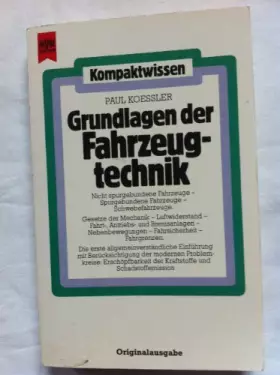 Kompaktwissen
PAUL KOESSLER
Grundlagen der
Fahrzeug-
technik
Nicht spurgebundene Fahrzeuge –
Spurgebundene Fahrzeuge –
Schwebefahrzeuge.
Gesetze der Mechanik – Luftwiderstand –
Fahrt-, Antriebs- und Bremsanlagen –
Nebenbewegungen – Fahrsicherheit –
Fahrgrenzen.
Die erste allgemeinverständliche Einführung
mit Berücksichtigung der modernen Problem-
kreise: Erschöpfbarkeit der Kraftstoffe und
Schadstoffemission
Originalausgabe